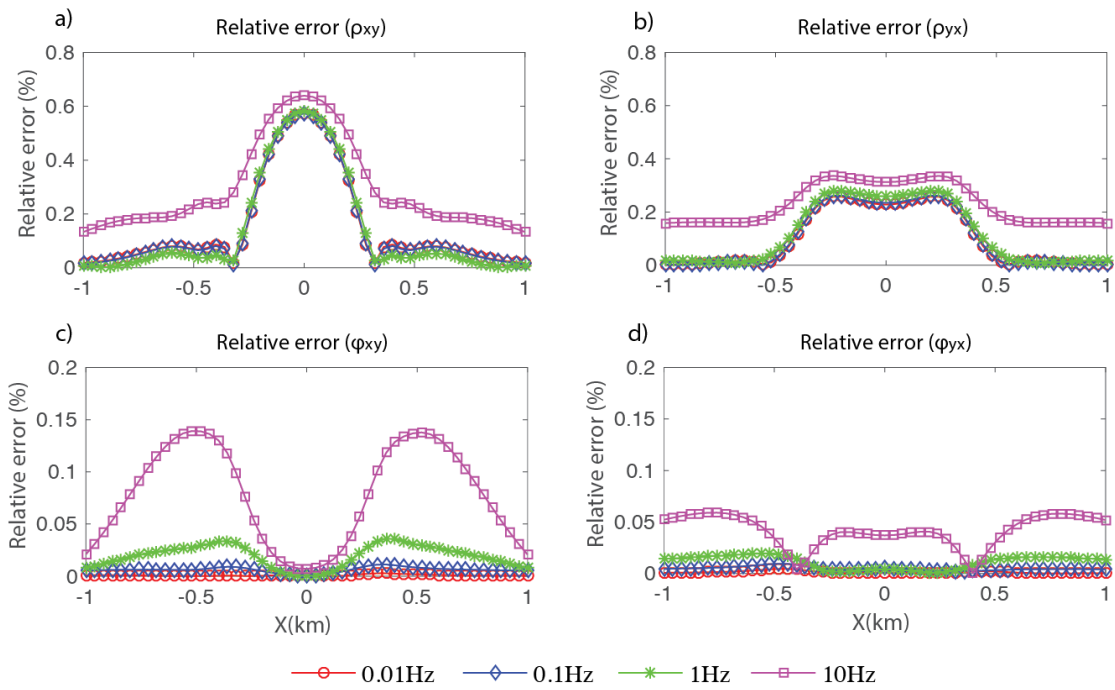 a)
Relative error (ρxy)
Relative error (%)
0.8
0.6
0.4
0.2
0
-1
-0.5
0
0.5
1
b)
Relative error (ρyx)
Relative error (%)
0.8
0.6
0.4
0.2
0
-1
-0.5
0
0.5
1
c)
Relative error (φxy)
Relative error (%)
0.2
0.15
0.1
0.05
0
-1
-0.5
0
0.5
1
X(km)
d)
Relative error (φyx)
Relative error (%)
0.2
0.15
0.1
0.05
0
-1
-0.5
0
0.5
1
X(km)
0.01Hz 0.1Hz 1Hz 10Hz